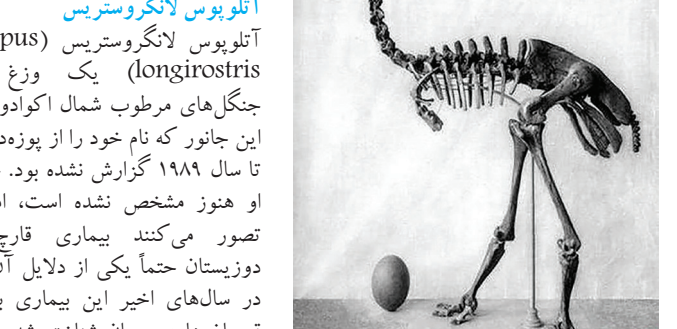 آتلوپوس لانگروستریس
آتلوپوس لانگروستریس (pus
longirostris) یک وزغ
جنگل‌های مرطوب شمال اکوادو
این جانور که نام خود را از پوزه‌د
تا سال ۱۹۸۹ گزارش نشده بود.
او هنوز مشخص نشده است، ا
تصور می‌کنند بیماری قارچ
دوزیستان حتماً یکی از دلایل آن
در سال‌های اخیر این بیماری ب